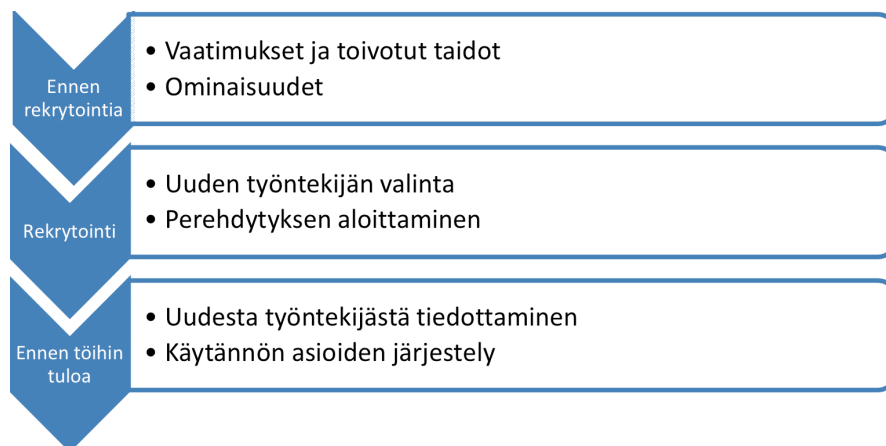 Ennen
rekrytointia
• Vaatimukset ja toivotut taidot
• Ominaisuudet
Rekrytointi
• Uuden työntekijän valinta
• Perehdytyksen aloittaminen
Ennen töihin
tuloa
• Uudesta työntekijästä tiedottaminen
• Käytännön asioiden järjestely